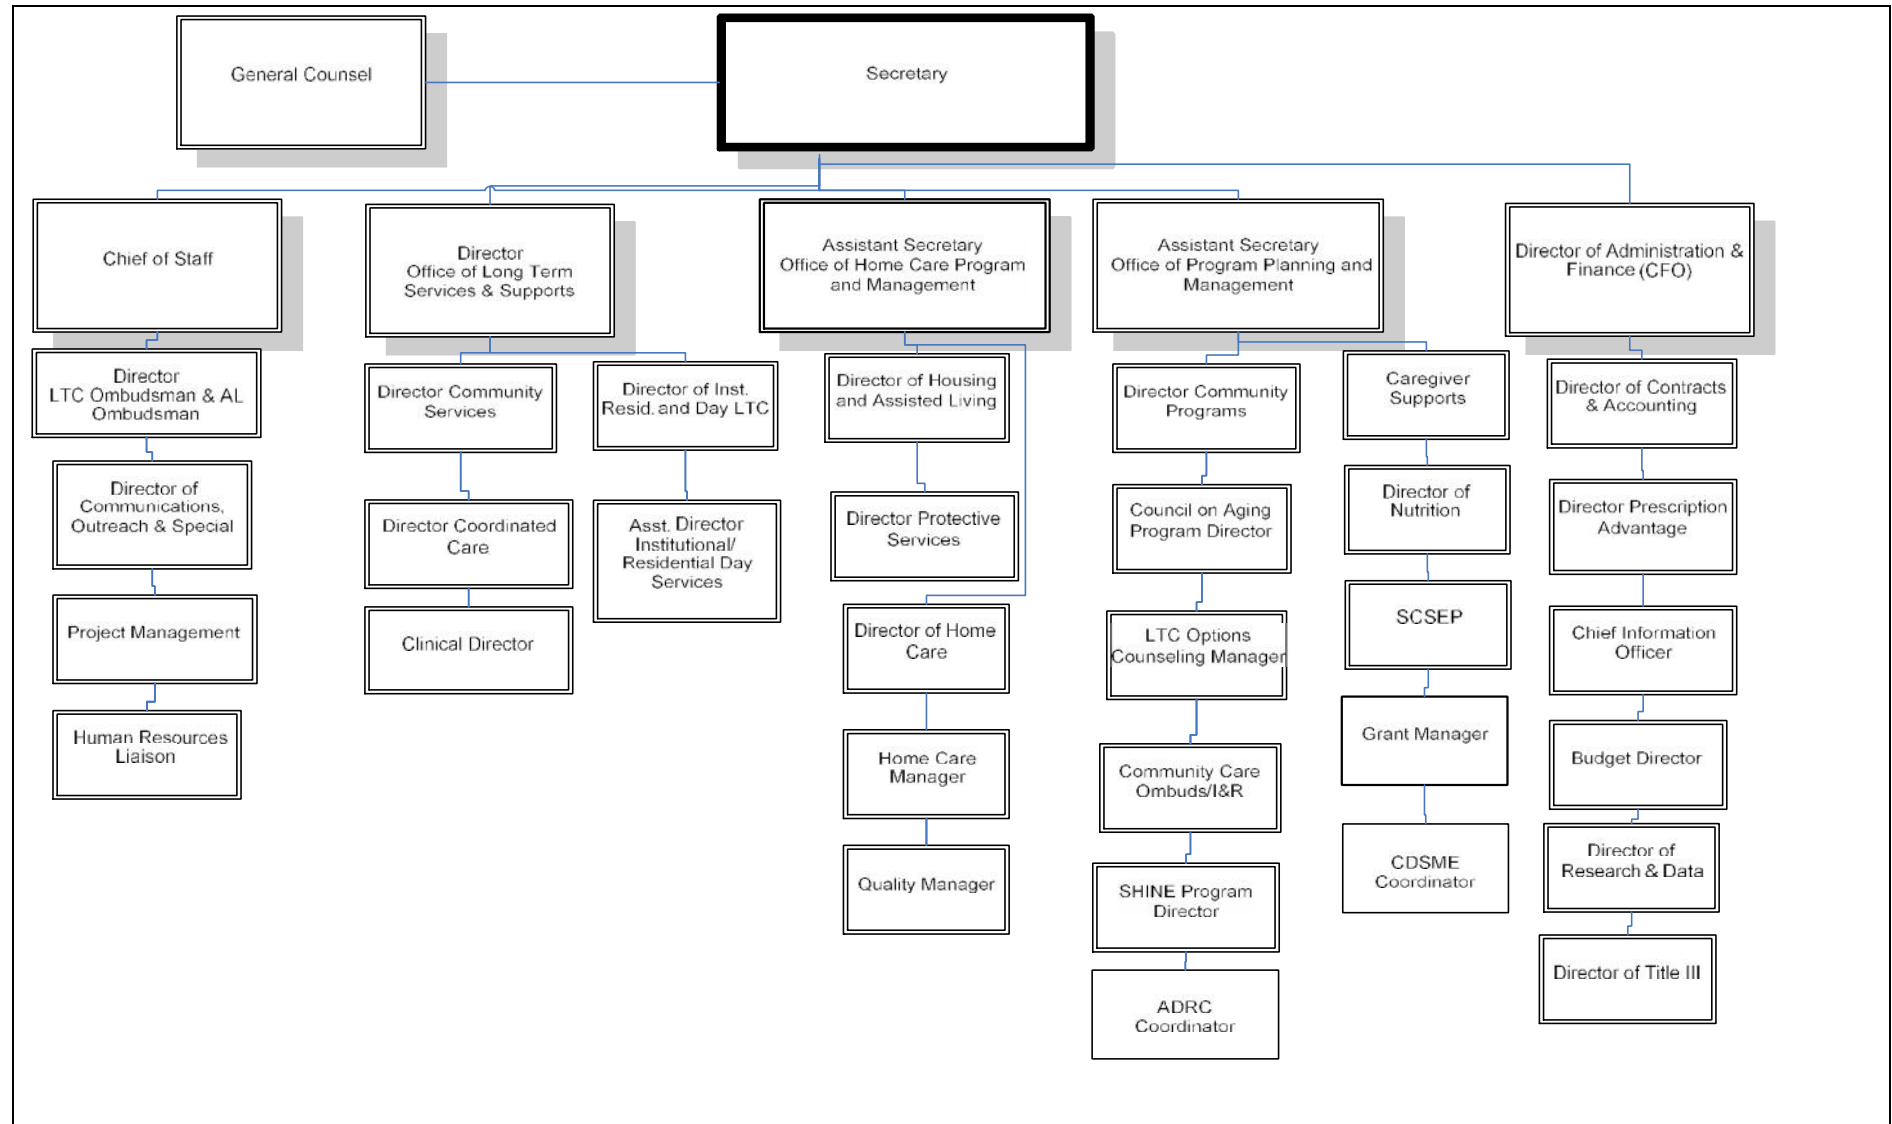 General Counsel
Secretary
Chief of Staff
Director
Office of Long Term
Services & Supports
Assistant Secretary
Office of Home Care Program
and Management
Assistant Secretary
Office of Program Planning and
Management
Director of Administration &
Finance (CFO)
Director
LTC Ombudsman & AL
Ombudsman
Director of
Communications,
Outreach & Special
Project Management
Human Resources
Liaison
Director Community
Services
Director Coordinated
Care
Clinical Director
Director of Inst.
Resid. and Day LTC
Asst. Director
Institutional/
Residential Day
Services
Director of Housing
and Assisted Living
Director Protective
Services
Director of Home
Care
Home Care
Manager
Quality Manager
Director Community
Programs
Council on Aging
Program Director
LTC Options
Counseling Manager
Community Care
Ombuds/I&R
SHINE Program
Director
ADRC
Coordinator
Caregiver
Supports
Director of
Nutrition
SCSEP
Grant Manager
CDSME
Coordinator
Director of Contracts
& Accounting
Director Prescription
Advantage
Chief Information
Officer
Budget Director
Director of
Research & Data
Director of Title III